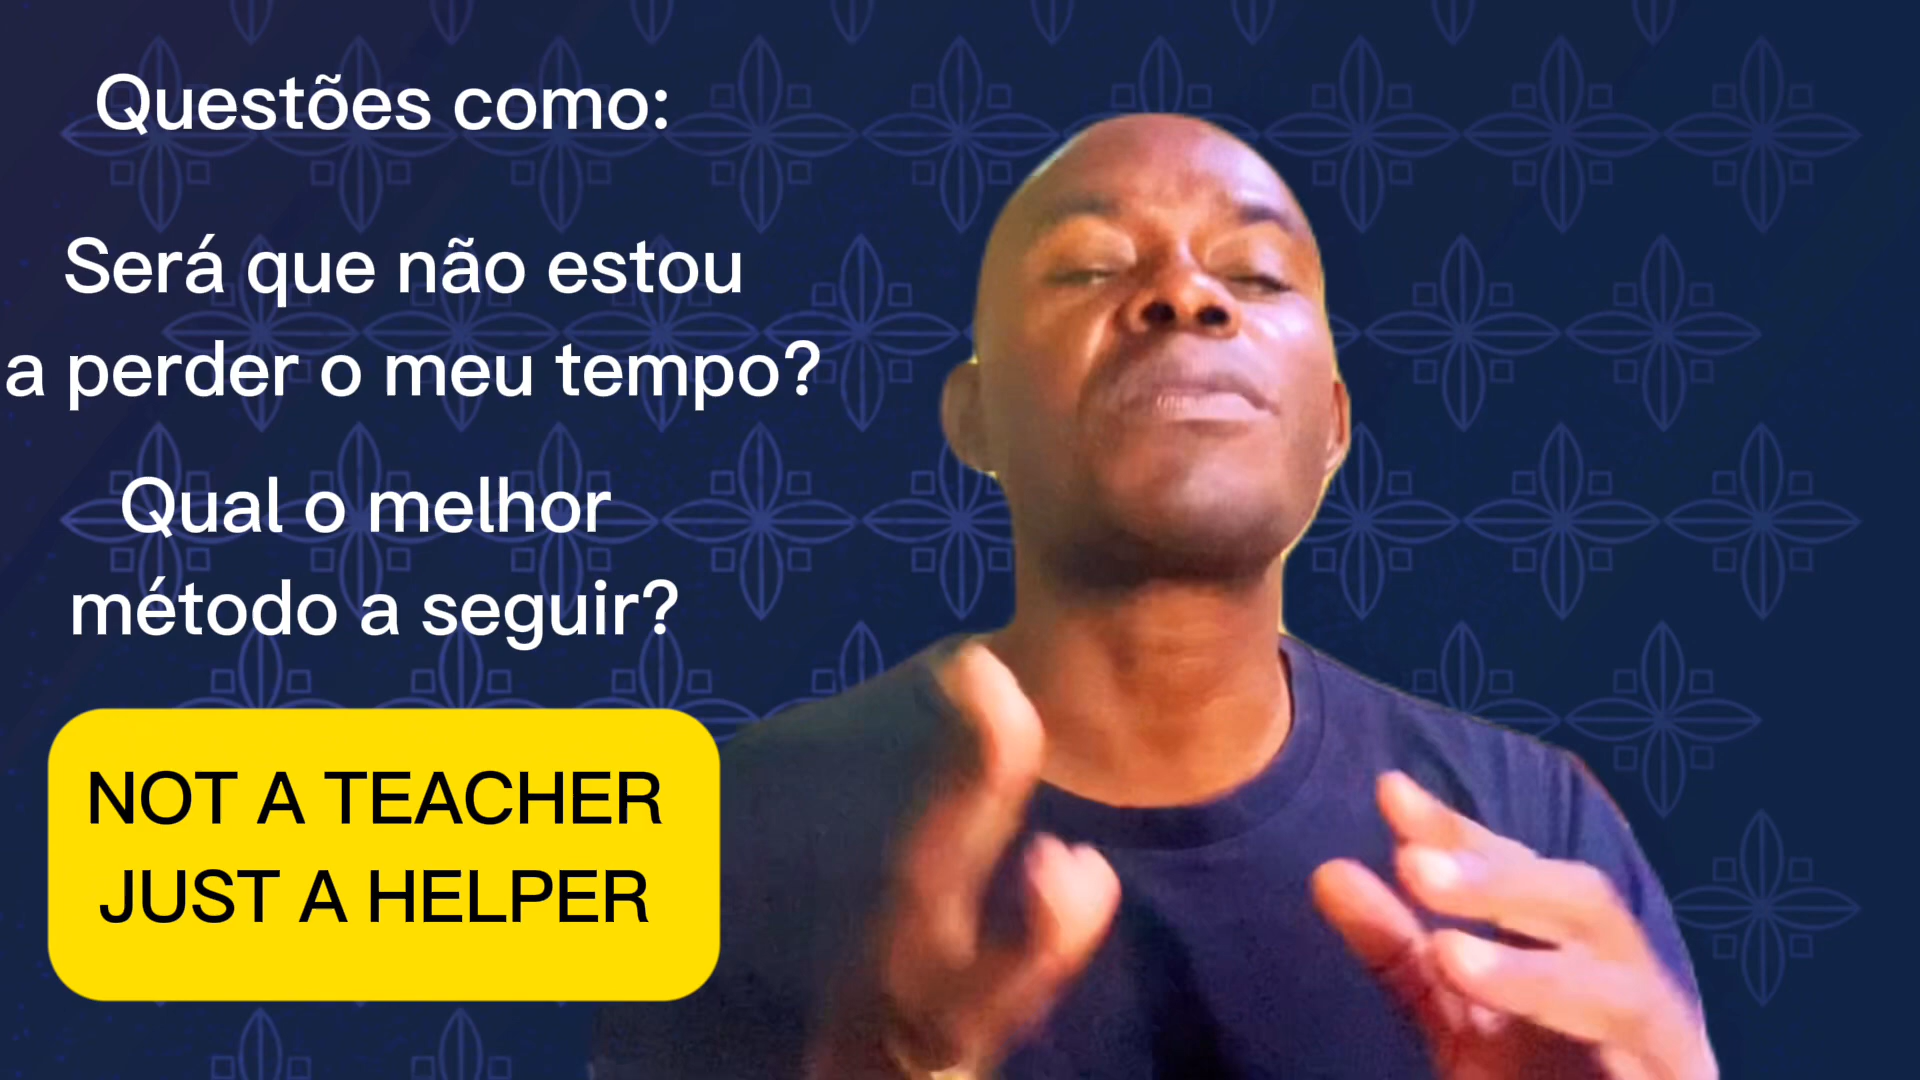 Questões como:
Será que não estou
a perder o meu tempo?
Qual o melhor
método a seguir?
NOT A TEACHER
JUST A HELPER